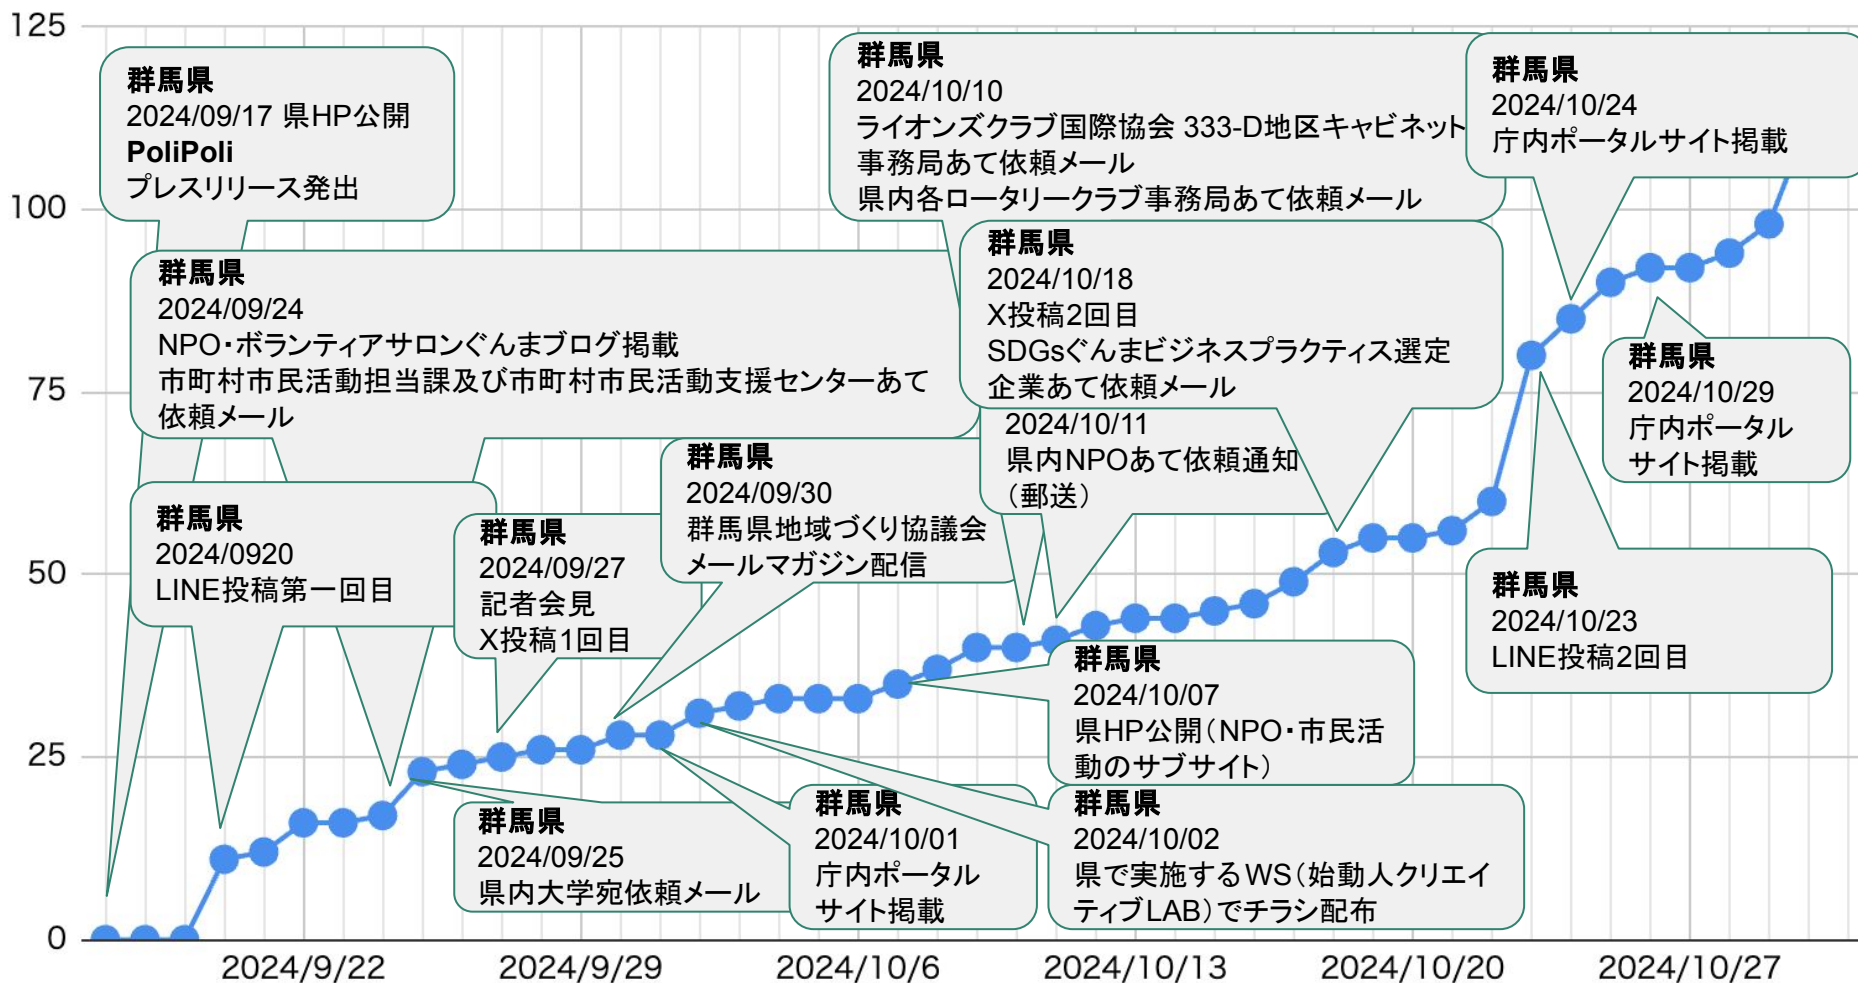 125
100
75
50
25
0
群馬県
2024/09/17 県HP公開
PoliPoli
プレスリリース発出
群馬県
2024/09/24
NPO・ボランティアサロンぐんまブログ掲載
市町村市民活動担当課及び市町村市民活動支援センターあて
依頼メール
群馬県
2024/0920
LINE投稿第一回目
群馬県
2024/09/27
記者会見
X投稿1回目
群馬県
2024/09/30
群馬県地域づくり協議会
メールマガジン配信
群馬県
2024/10/10
ライオンズクラブ国際協会 333-D地区キャビネット
事務局あて依頼メール
県内各ロータリークラブ事務局あて依頼メール
群馬県
2024/10/18
X投稿2回目
SDGsぐんまビジネスプラクティス選定
企業あて依頼メール
2024/10/11
県内NPOあて依頼通知
（郵送）
群馬県
2024/10/24
庁内ポータルサイト掲載
群馬県
2024/10/29
庁内ポータル
サイト掲載
群馬県
2024/10/23
LINE投稿2回目
群馬県
2024/10/07
県HP公開（NPO・市民活
動のサブサイト）
群馬県
2024/09/25
県内大学宛依頼メール
群馬県
2024/10/01
庁内ポータル
サイト掲載
群馬県
2024/10/02
県で実施するWS（始動人クリエイ
ティブLAB）でチラシ配布
2024/9/22
2024/9/29
2024/10/6
2024/10/13
2024/10/20
2024/10/27